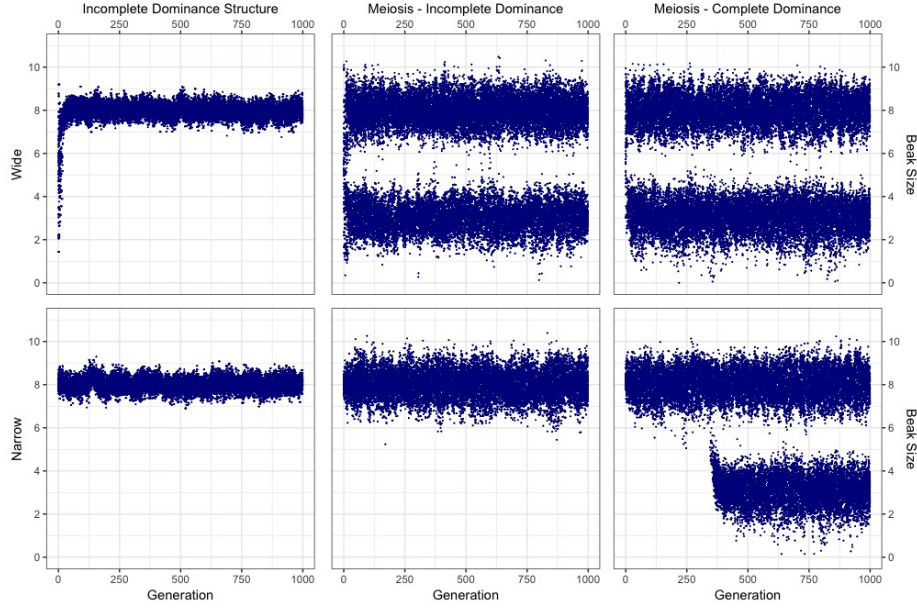 Incomplete Dominance Structure
Meiosis - Incomplete Dominance
Meiosis - Complete Dominance
0 250 500 750 1000
0 250 500 750 1000
0 250 500 750 1000
Wide
10
8
6
4
2
0
10
8
6
4
2
0
Beak Size
Narrow
10
8
6
4
2
0
10
8
6
4
2
0
Beak Size
0 250 500 750 1000
0 250 500 750 1000
0 250 500 750 1000
Generation
Generation
Generation